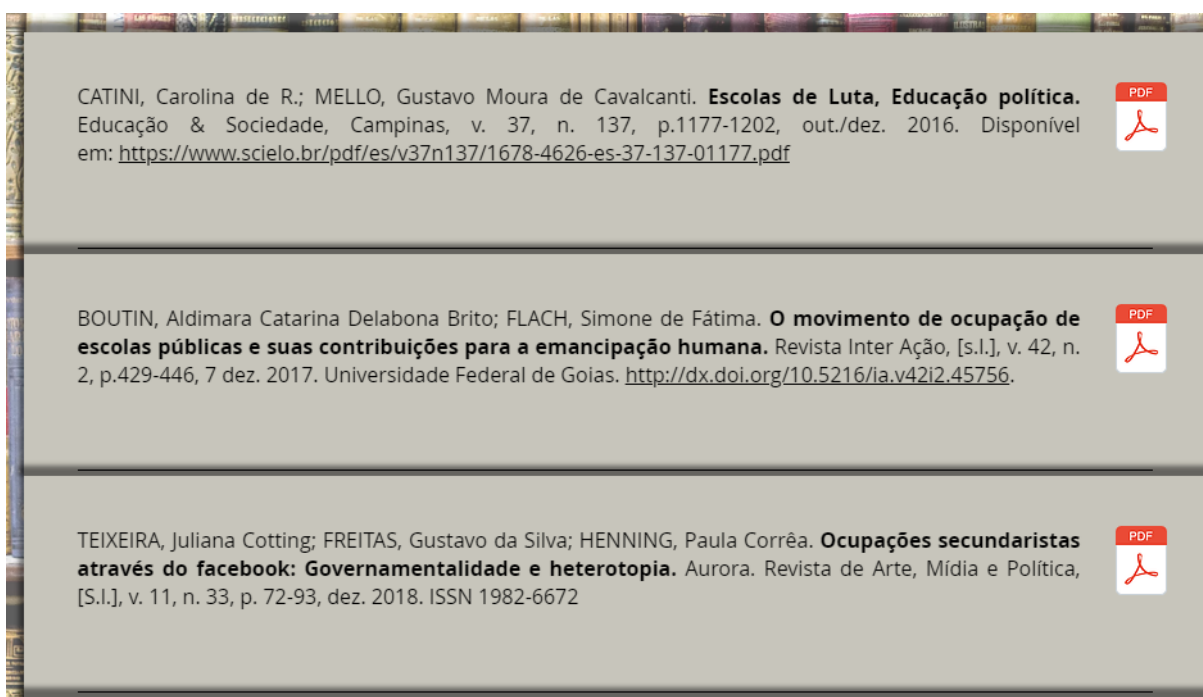 CATINI, Carolina de R.; MELLO, Gustavo Moura de Cavalcanti. Escolas de Luta, Educação política.
Educação & Sociedade, Campinas, v. 37, n. 137, p.1177-1202, out./dez. 2016. Disponível
em: https://www.scielo.br/pdf/es/v37n137/1678-4626-es-37-137-01177.pdf
PDF
BOUTIN, Aldimara Catarina Delabona Brito; FLACH, Simone de Fátima. O movimento de ocupação de
escolas públicas e suas contribuições para a emancipação humana. Revista Inter Ação, [s.l.], v. 42, n.
2, p.429-446, 7 dez. 2017. Universidade Federal de Goias. http://dx.doi.org/10.5216/ia.v42i2.45756.
PDF
TEIXEIRA, Juliana Cotting; FREITAS, Gustavo da Silva; HENNING, Paula Corrêa. Ocupações secundaristas
através do facebook: Governamentalidade e heterotopia. Aurora. Revista de Arte, Mídia e Política,
[S.l.], v. 11, n. 33, p. 72-93, dez. 2018. ISSN 1982-6672
PDF